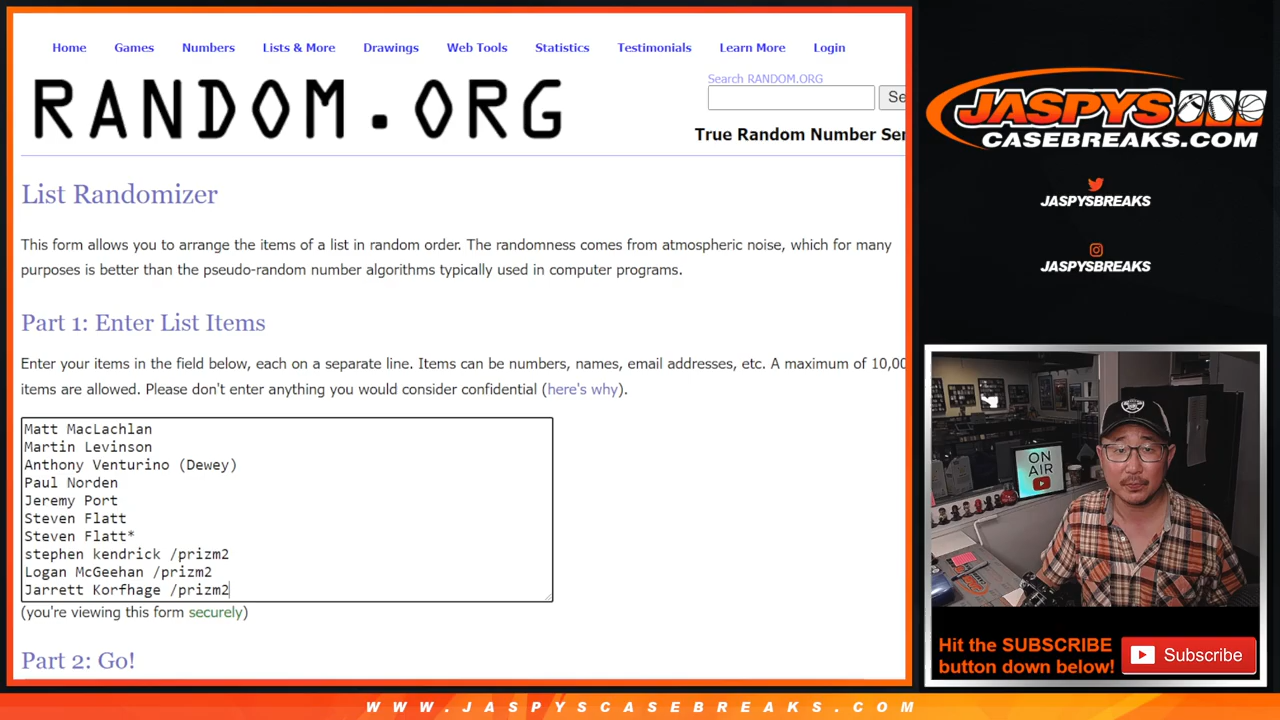 Home Games Numbers Lists & More Drawings Web Tools Statistics Testimonials Learn More Login
RANDOM.ORG
Search RANDOM.ORG
Se
True Random Number Ser
List Randomizer
This form allows you to arrange the items of a list in random order. The randomness comes from atmospheric noise, which for many
purposes is better than the pseudo-random number algorithms typically used in computer programs.
Part 1: Enter List Items
Enter your items in the field below, each on a separate line. Items can be numbers, names, email addresses, etc. A maximum of 10,00
items are allowed. Please don't enter anything you would consider confidential (here's why).
Matt MacLachlan
Martin Levinson
Anthony Venturino (Dewey)
Paul Norden
Jeremy Port
Steven Flatt
Steven Flatt*
stephen kendrick /prizm2
Logan McGeehan /prizm2
Jarrett Korfhage /prizm2
(you're viewing this form securely)
Part 2: Go!
JASPYS
CASEBREAKS.COM
JASPYSBREAKS
JASPYSBREAKS
ON
AIR
Hit the SUBSCRIBE
button down below!
Subscribe
WWW.JASPYSCASEBREAKS.COM